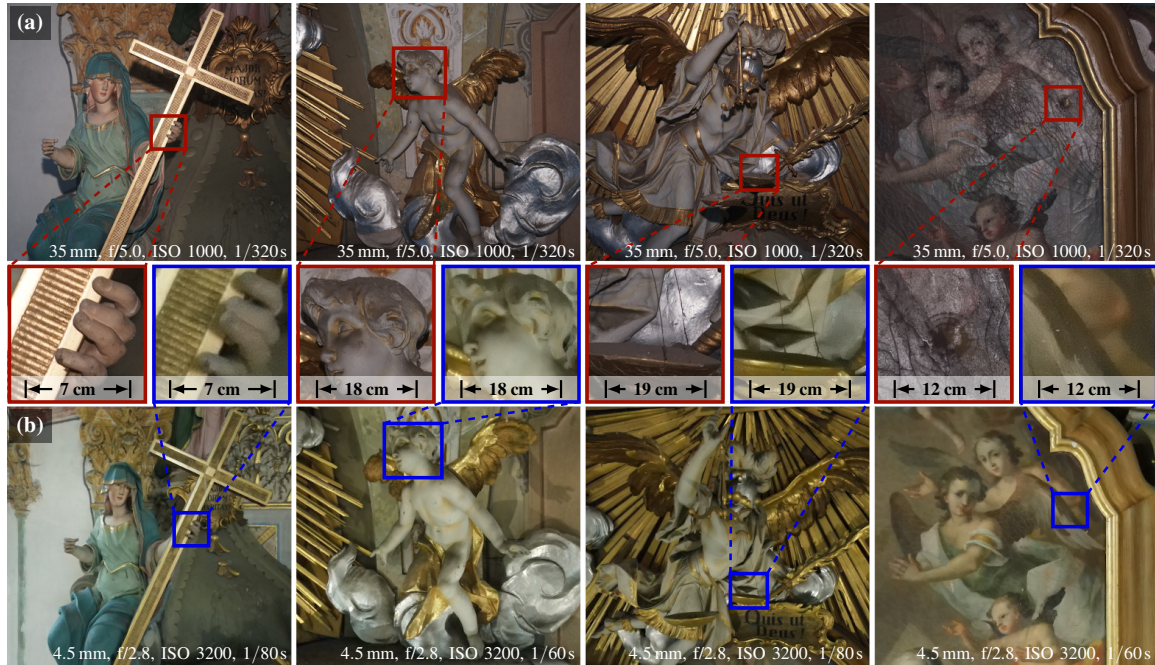 (a)
MAJOR
HORUM
Quis ut
Deus!
35 mm, f/5.0, ISO 1000, 1/320 s
35 mm, f/5.0, ISO 1000, 1/320 s
35 mm, f/5.0, ISO 1000, 1/320 s
35 mm, f/5.0, ISO 1000, 1/320 s
7 cm
7 cm
18 cm
18 cm
19 cm
19 cm
12 cm
12 cm
(b)
Quis ut
Deus!
4.5 mm, f/2.8, ISO 3200, 1/80 s
4.5 mm, f/2.8, ISO 3200, 1/60 s
4.5 mm, f/2.8, ISO 3200, 1/80 s
4.5 mm, f/2.8, ISO 3200, 1/60 s